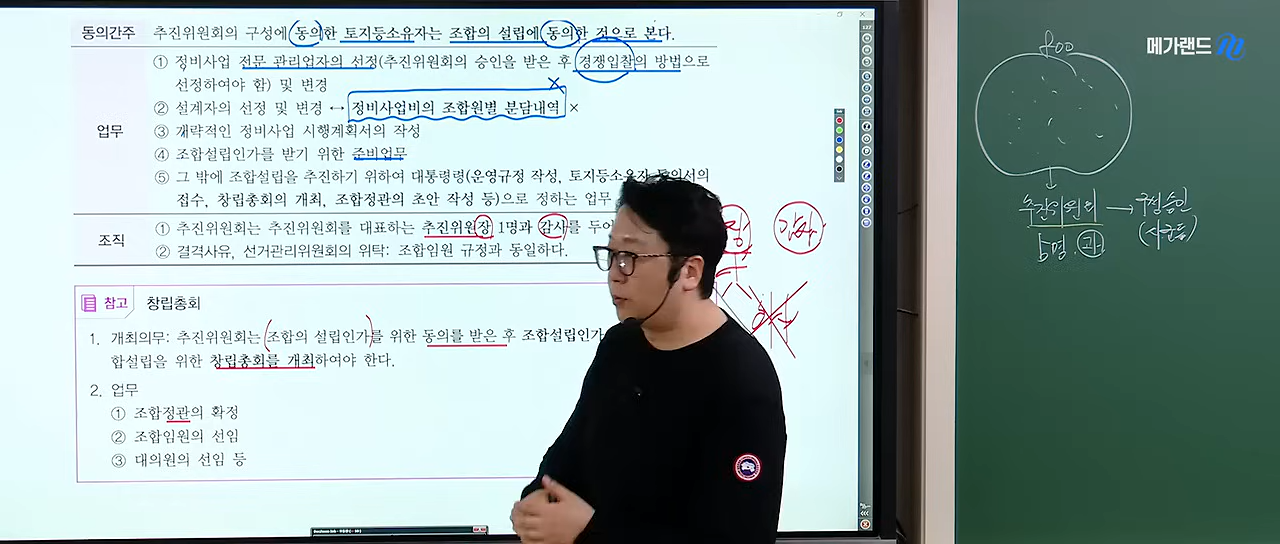 동의간주 추진위원회의 구성에 동의한 토지등소유자는 조합의 설립에 동의한 것으로 본다.
업무
① 정비사업 전문 관리업자의 선정(추진위원회의 승인을 받은 후 경쟁입찰의 방법으로
선정하여야 함) 및 변경
② 설계자의 선정 및 변경 ↔ 정비사업비의 조합원별 분담내역 ×
③ 개략적인 정비사업 시행계획서의 작성
④ 조합설립인가를 받기 위한 준비업무
⑤ 그 밖에 조합설립을 추진하기 위하여 대통령령(운영규정 작성, 토지등소유자 동의서의
접수, 창립총회의 개최, 조합정관의 초안 작성 등)으로 정하는 업무
조직
① 추진위원회는 추진위원회를 대표하는 추진위원장 1명과 감사를 두어
② 결격사유, 선거관리위원회의 위탁: 조합임원 규정과 동일하다.
참고 창립총회
1. 개최의무: 추진위원회는 (조합의 설립인가)를 위한 동의를 받은 후 조합설립인가
합설립을 위한 창립총회를 개최하여야 한다.
2. 업무
① 조합정관의 확정
② 조합임원의 선임
③ 대의원의 선임 등
장 감사
메가랜드
추진위원회 → 구성승인
5명. 과
(시군등)